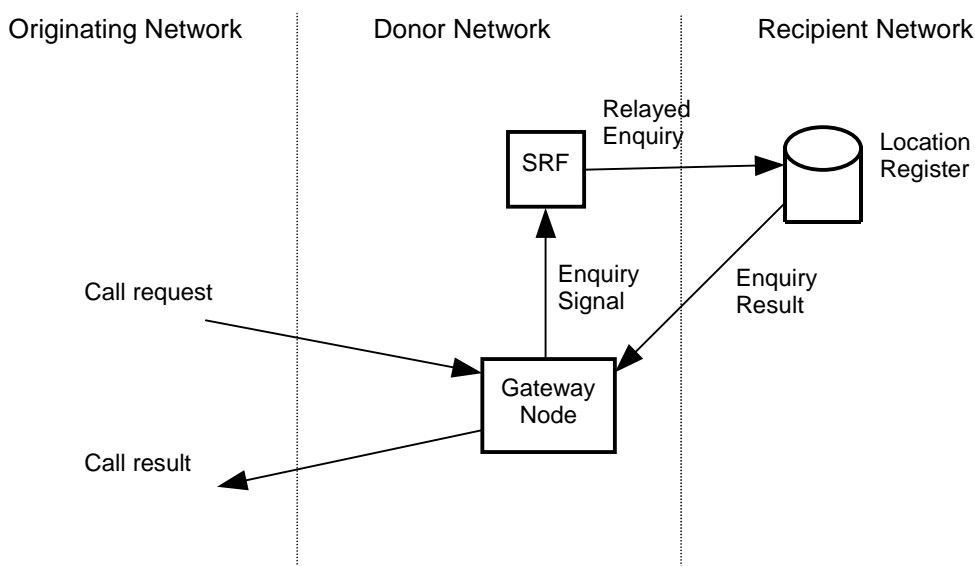 Originating Network
Donor Network
Recipient Network
Relayed
Enquiry
SRF
Location
Register
Enquiry
Signal
Enquiry
Result
Call request
Gateway
Node
Call result